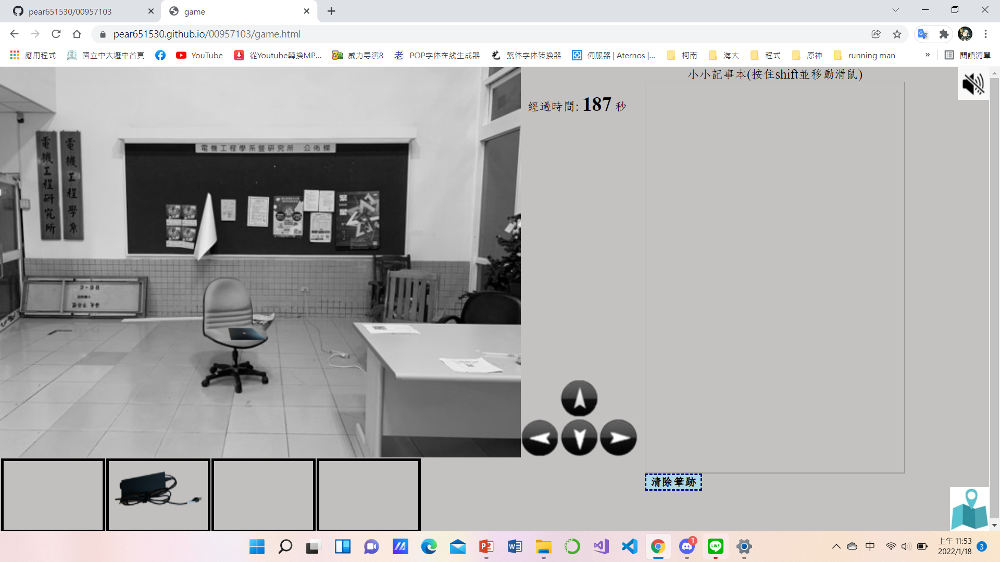 pear651530/00957103
game
pear651530.github.io/00957103/game.html
應用程式
國立中大壢中首頁
YouTube
從Youtube轉換MP...
威力导演8
POP字体在线生成器
繁体字体转换器
伺服器 | Aternos |...
柯南
海大
程式
原神
running man
»
閱讀清單
小小記事本(按住shift並移動滑鼠)
經過時間: 187 秒
電機工程學系暨研究所 公佈欄
電機工程研究所
電機工程學系
清除筆跡
1
中
上午 11:53
2022/1/18
3